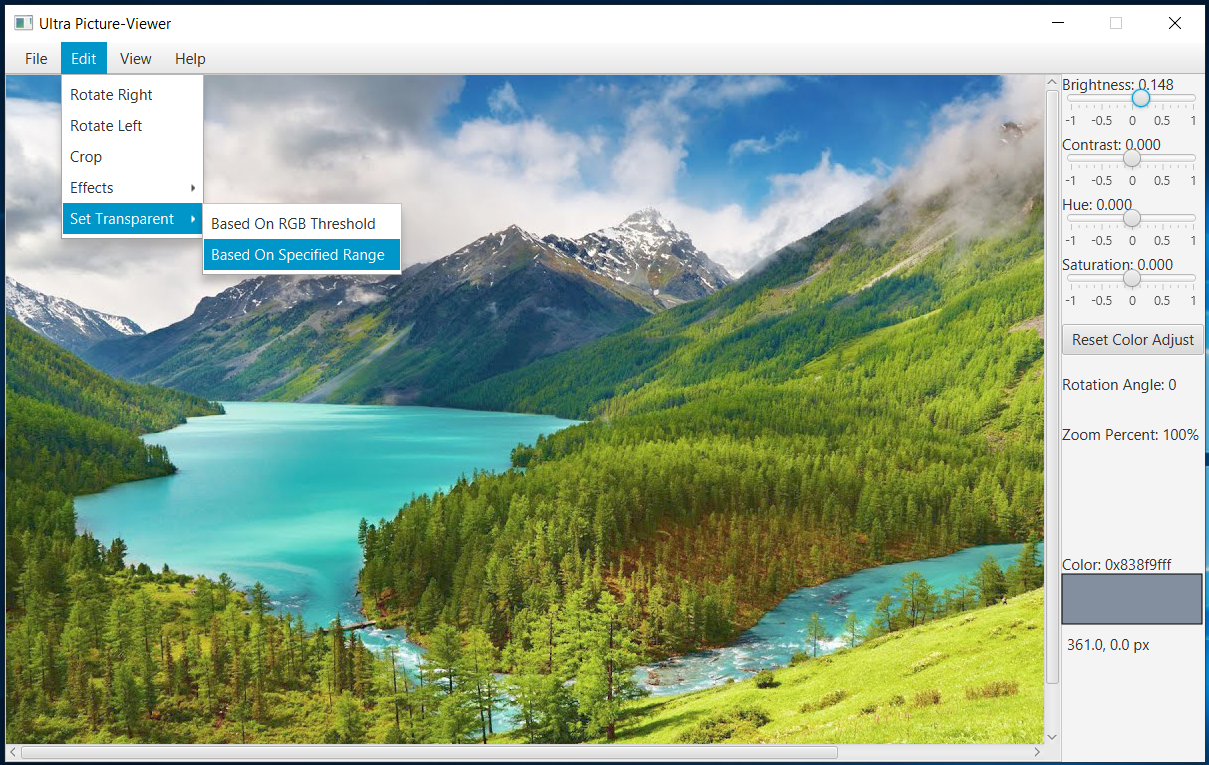 Ultra Picture-Viewer
File Edit View Help
Rotate Right
Rotate Left
Crop
Effects
Set Transparent
Based On RGB Threshold
Based On Specified Range
Brightness: 0.148
-1 -0.5 0 0.5 1
Contrast: 0.000
-1 -0.5 0 0.5 1
Hue: 0.000
-1 -0.5 0 0.5 1
Saturation: 0.000
-1 -0.5 0 0.5 1
Reset Color Adjust
Rotation Angle: 0
Zoom Percent: 100%
Color: 0x838f9fff
361.0, 0.0 px